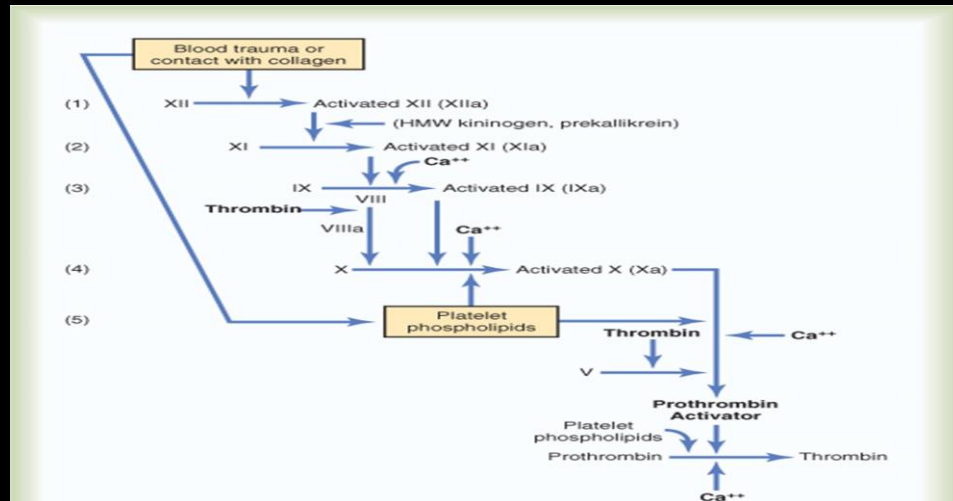 Blood trauma or
contact with collagen
(1) XII Activated XII (XIIa)
(HMW kininogen, prekallikrein)
(2) XI Activated XI (XIa)
Ca++
(3) IX Activated IX (IXa)
VIII
Thrombin
VIIIa Ca++
(4) X Activated X (Xa)
(5) Platelet
phospholipids
Thrombin Ca++
V
Prothrombin
Activator
Platelet
phospholipids
Prothrombin Thrombin
Ca++